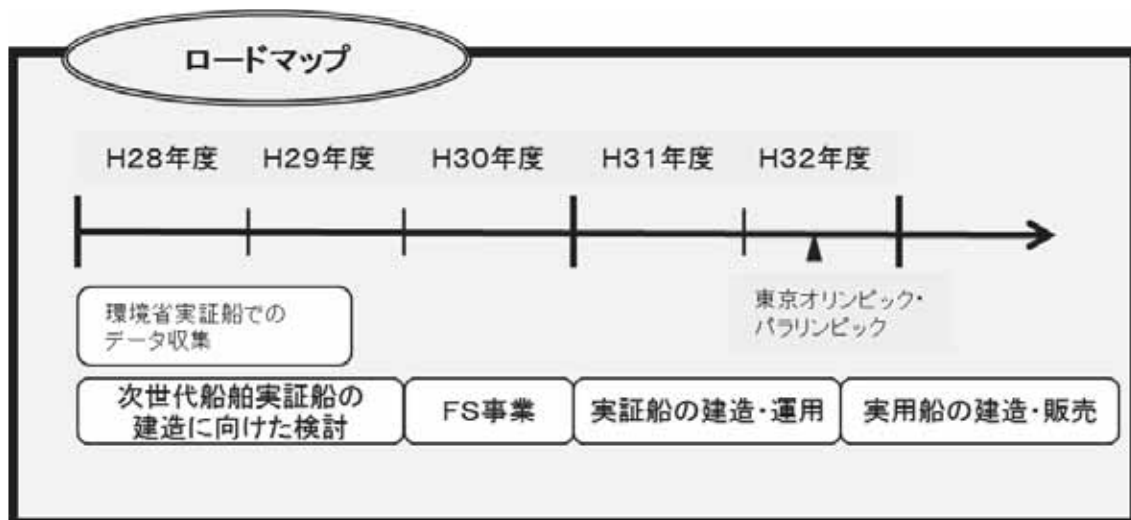 ロードマップ
H28年度 H29年度 H30年度 H31年度 H32年度
東京オリンピック・
パラリンピック
環境省実証船での
データ収集
次世代船舶実証船の
建造に向けた検討
FS事業
実証船の建造・運用
実用船の建造・販売